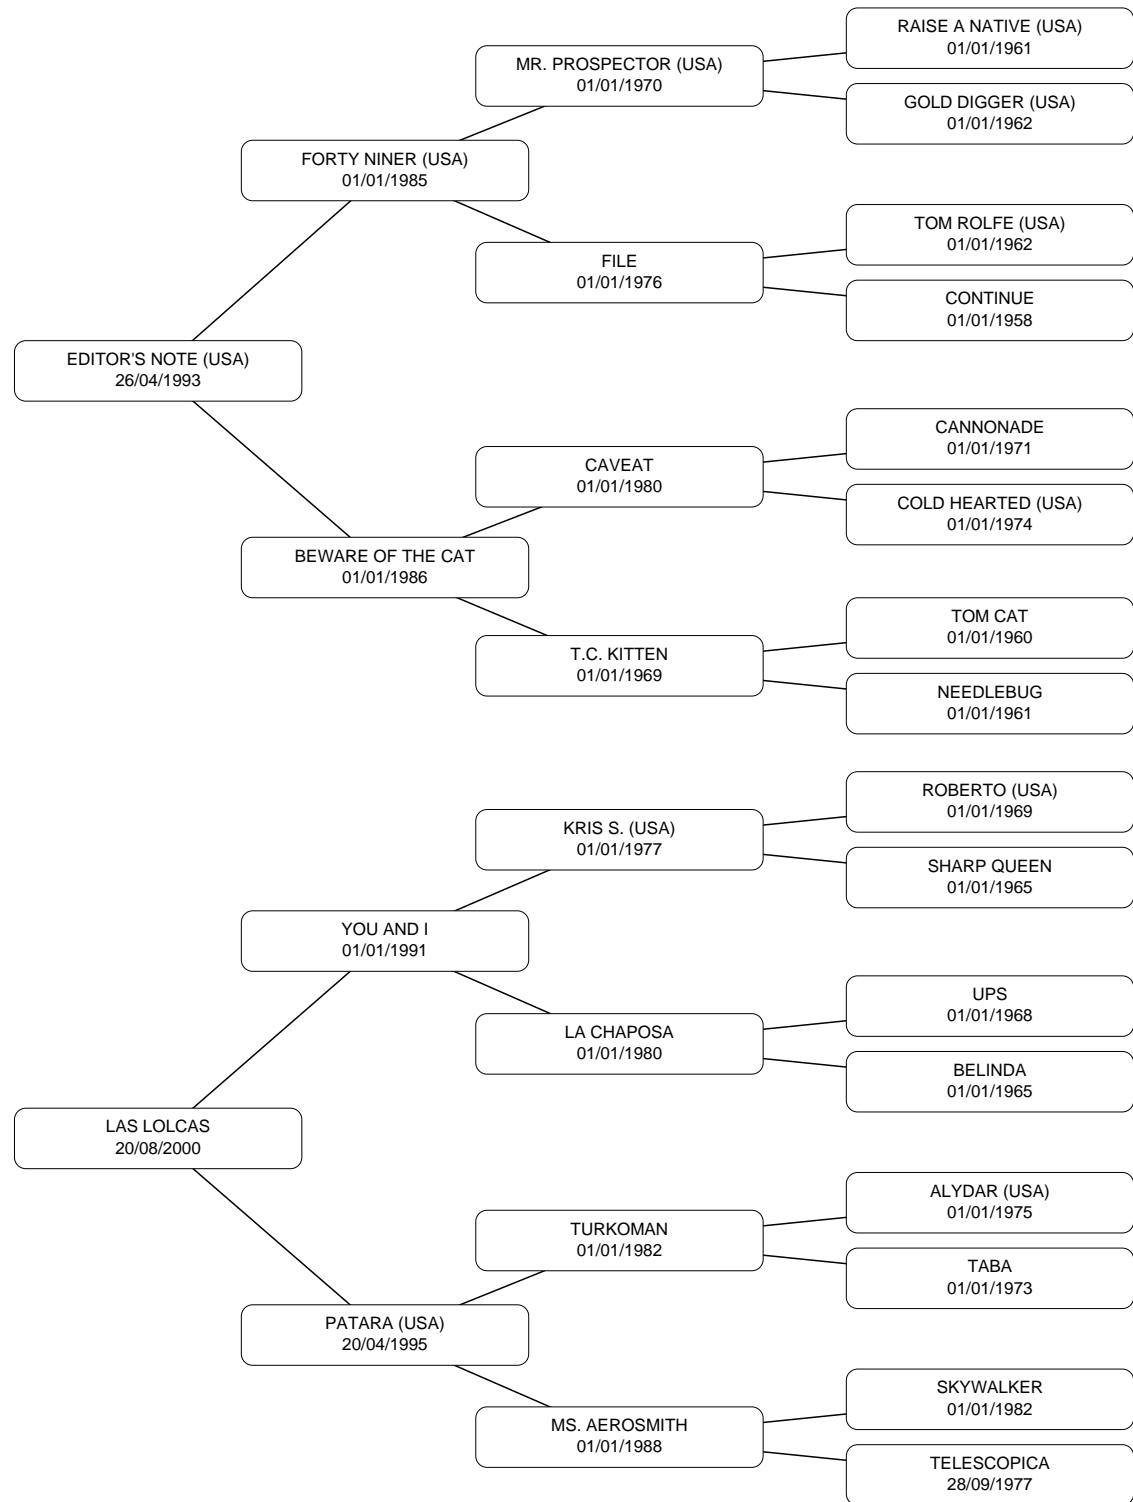 RAISE A NATIVE (USA)
01/01/1961
MR. PROSPECTOR (USA)
01/01/1970
GOLD DIGGER (USA)
01/01/1962
FORTY NINER (USA)
01/01/1985
TOM ROLFE (USA)
01/01/1962
FILE
01/01/1976
CONTINUE
01/01/1958
EDITOR'S NOTE (USA)
26/04/1993
CANNONADE
01/01/1971
CAVEAT
01/01/1980
COLD HEARTED (USA)
01/01/1974
BEWARE OF THE CAT
01/01/1986
TOM CAT
01/01/1960
T.C. KITTEN
01/01/1969
NEEDLEBUG
01/01/1961
ROBERTO (USA)
01/01/1969
KRIS S. (USA)
01/01/1977
SHARP QUEEN
01/01/1965
YOU AND I
01/01/1991
UPS
01/01/1968
LA CHAPOSA
01/01/1980
BELINDA
01/01/1965
LAS LOLCAS
20/08/2000
ALYDAR (USA)
01/01/1975
TURKOMAN
01/01/1982
TABA
01/01/1973
PATARA (USA)
20/04/1995
SKYWALKER
01/01/1982
MS. AEROSMITH
01/01/1988
TELESCOPICA
28/09/1977